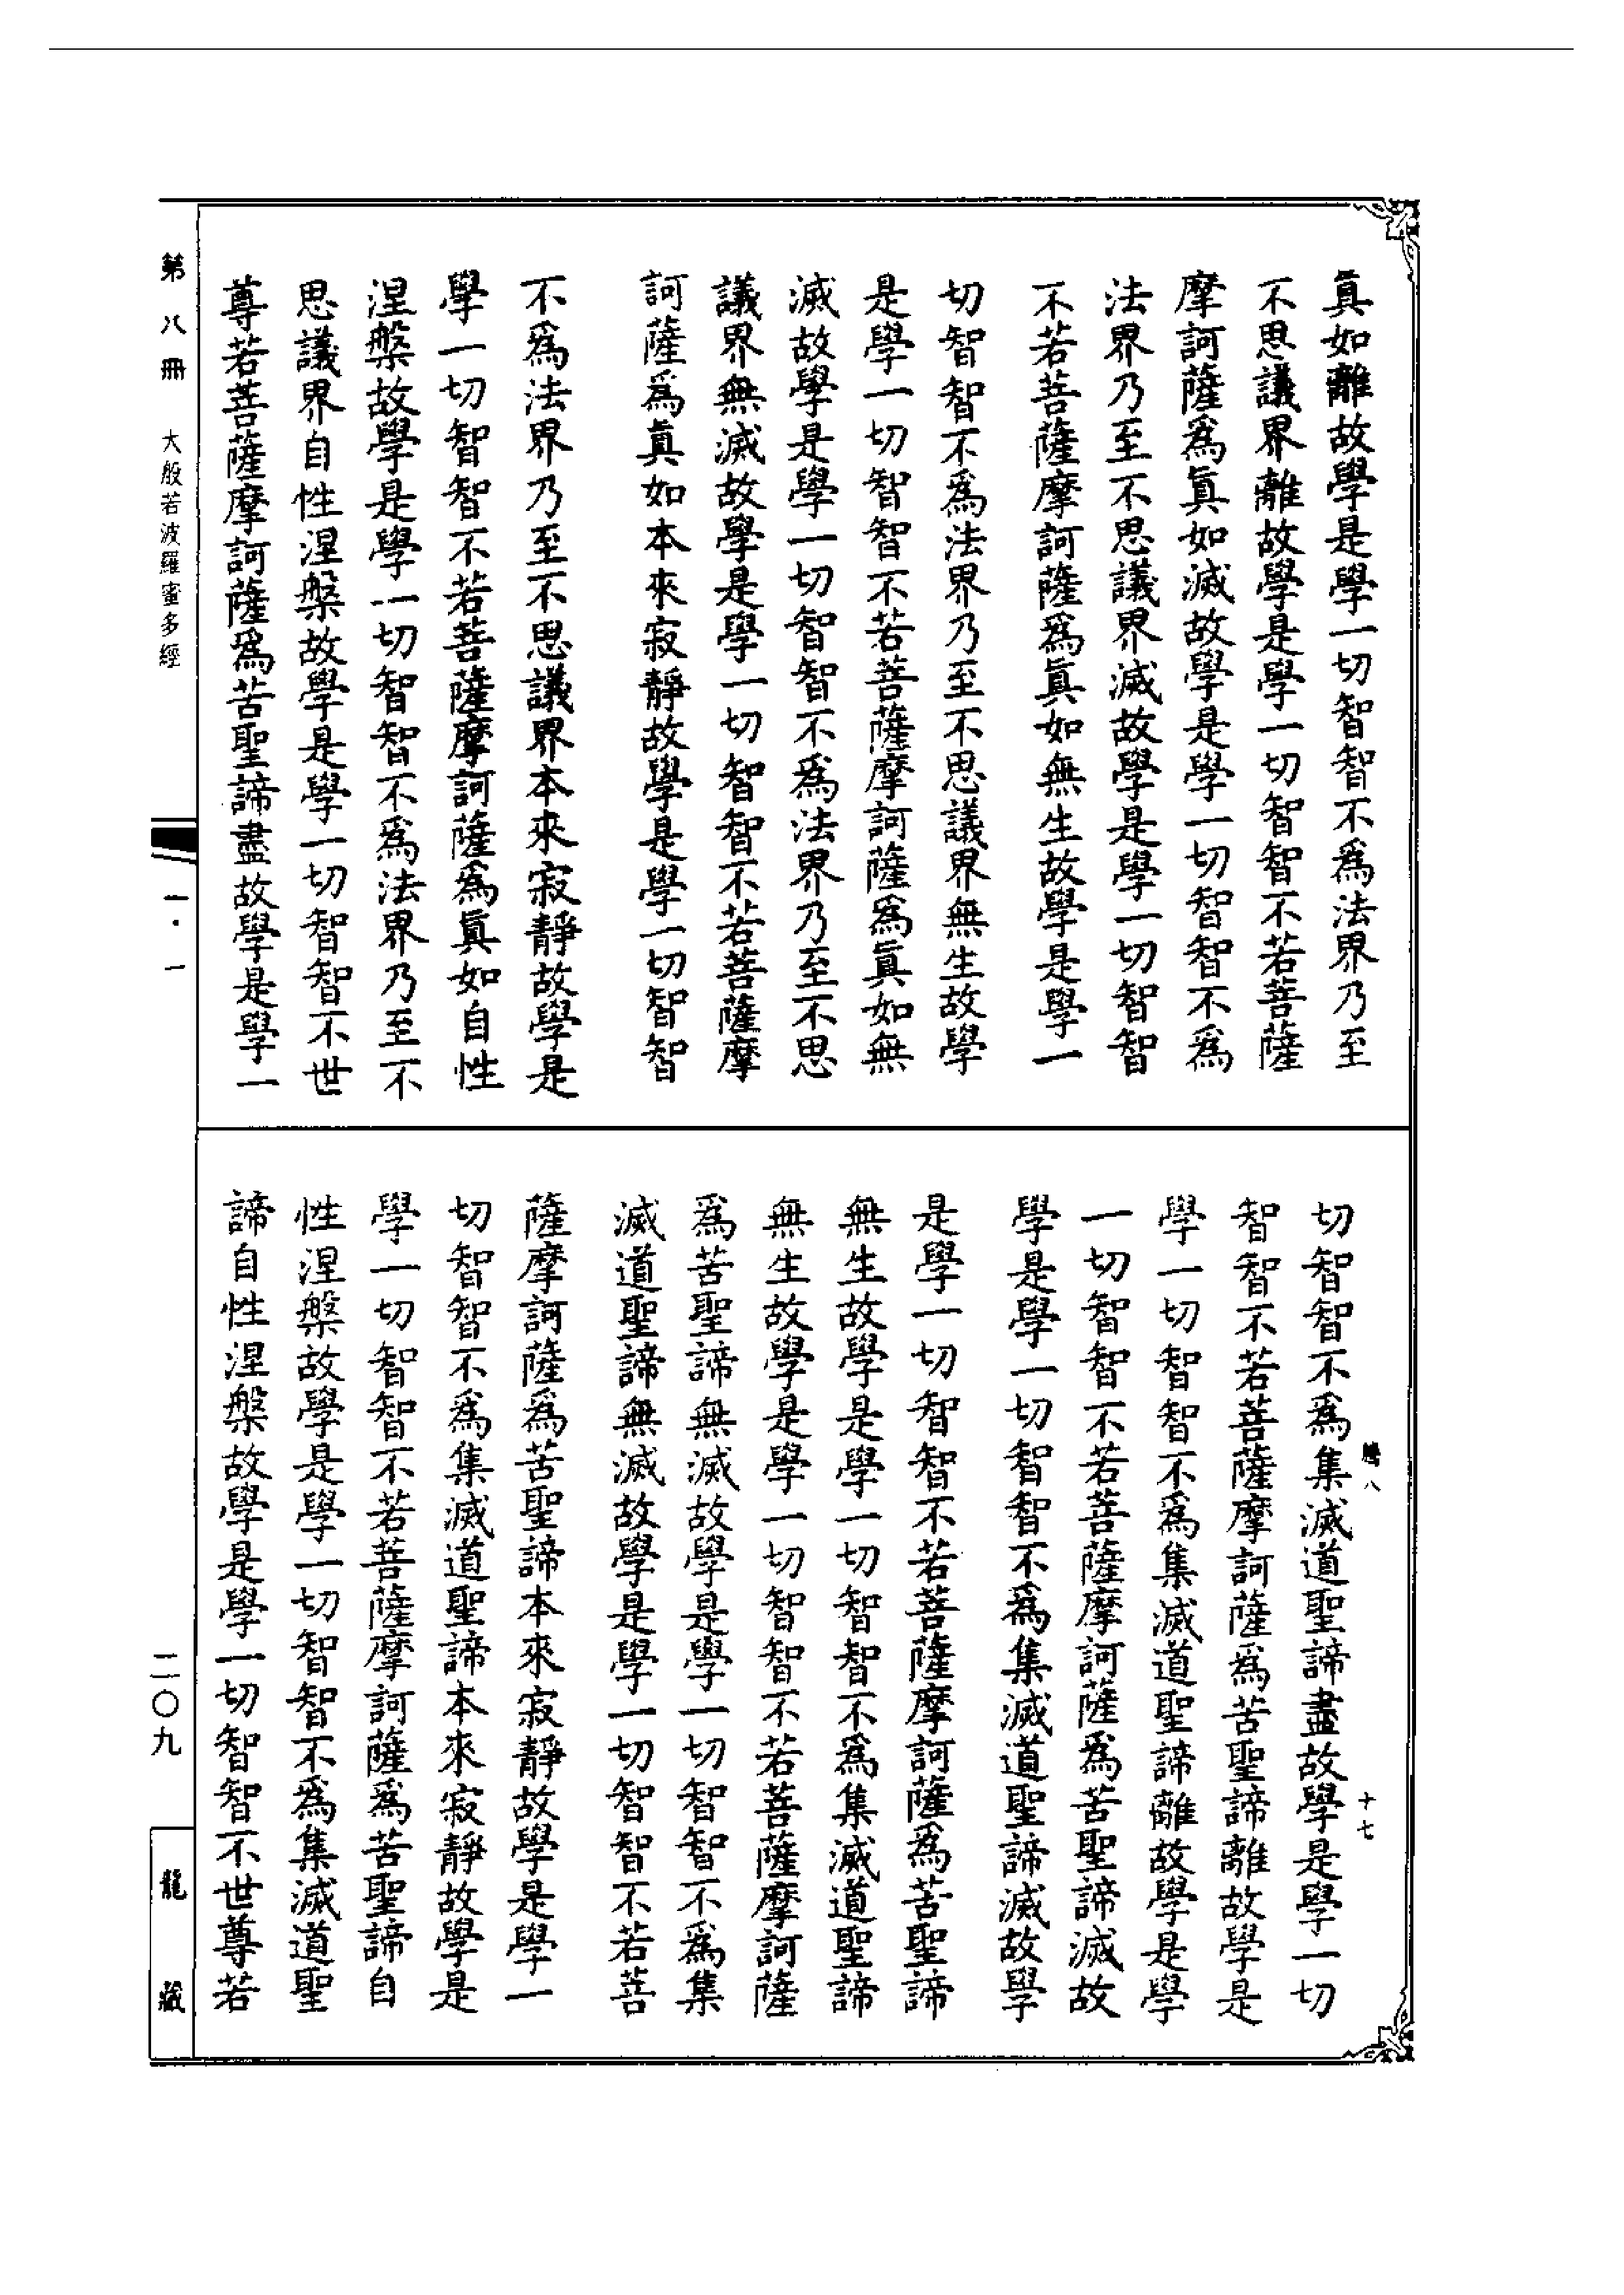 眞如離故學是學一切智智不爲法界乃至
不思議界離故學是學一切智智不若菩薩
摩訶薩爲眞如滅故學是學一切智智不爲
法界乃至不思議界滅故學是學一切智智
不若菩薩摩訶薩爲眞如無生故學是學一
切智智不爲法界乃至不思議界無生故學
是學一切智智不若菩薩摩訶薩爲眞如無
滅故學是學一切智智不爲法界乃至不思
議界無滅故學是學一切智智不若菩薩摩
訶薩爲眞如本來寂靜故學是學一切智智
不爲法界乃至不思議界本來寂靜故學是
學一切智智不若菩薩摩訶薩爲眞如自性
涅槃故學是學一切智智不爲法界乃至不
思議界自性涅槃故學是學一切智智不世
尊若菩薩摩訶薩爲苦聖諦盡故學是學一
八 十七
切智智不爲集滅道聖諦盡故學是學一切
智智不若菩薩摩訶薩爲苦聖諦離故學是
學一切智智不爲集滅道聖諦離故學是學
一切智智不若菩薩摩訶薩爲苦聖諦滅故
學是學一切智智不爲集滅道聖諦滅故學
是學一切智智不若菩薩摩訶薩爲苦聖諦
無生故學是學一切智智不爲集滅道聖諦
無生故學是學一切智智不若菩薩摩訶薩
爲苦聖諦無滅故學是學一切智智不爲集
滅道聖諦無滅故學是學一切智智不若菩
薩摩訶薩爲苦聖諦本來寂靜故學是學一
切智智不爲集滅道聖諦本來寂靜故學是
學一切智智不若菩薩摩訶薩爲苦聖諦自
性涅槃故學是學一切智智不爲集滅道聖
諦自性涅槃故學是學一切智智不世尊若
第八冊 大般若波羅蜜多經 一·一 二〇九 龍藏